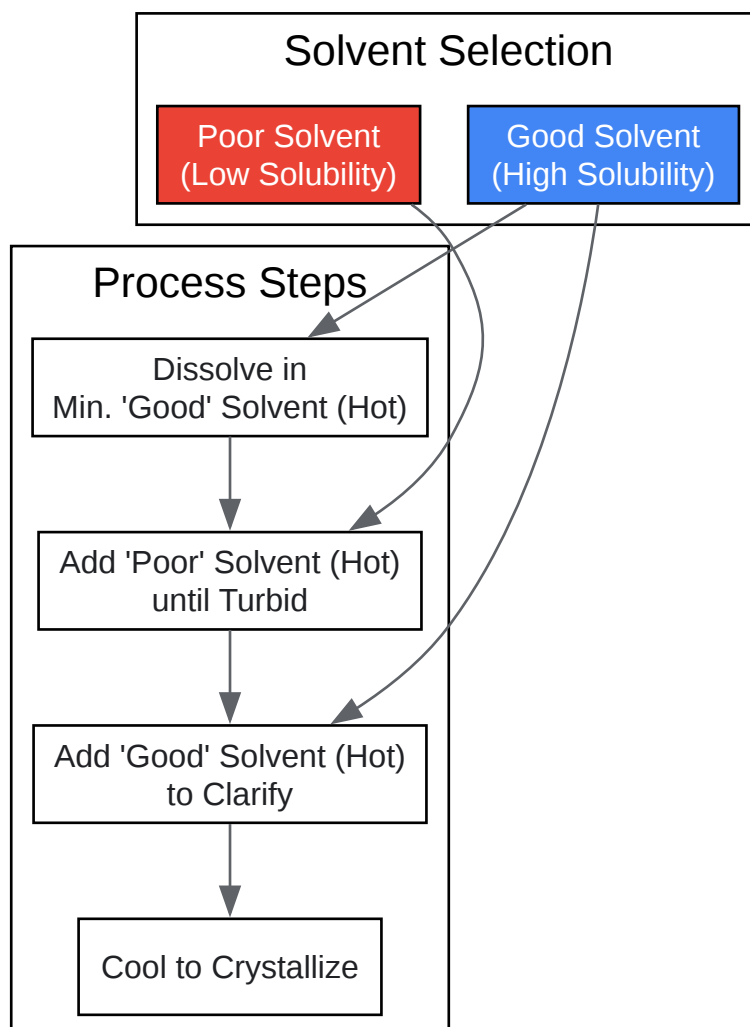 Solvent Selection
Poor Solvent
(Low Solubility)
Good Solvent
(High Solubility)
Process Steps
Dissolve in
Min. 'Good' Solvent (Hot)
Add 'Poor' Solvent (Hot)
until Turbid
Add 'Good' Solvent (Hot)
to Clarify
Cool to Crystallize